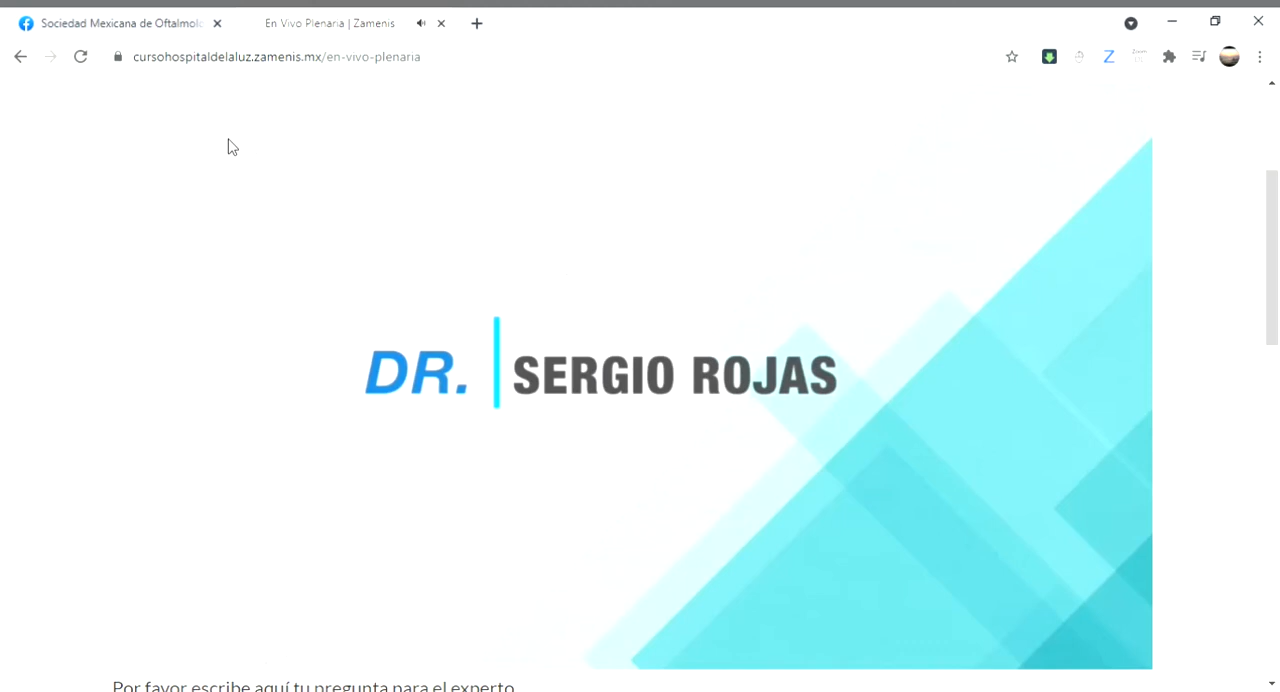 Sociedad Mexicana de Oftalmolo
En Vivo Plenaria | Zamenis
cursohospitaldelaluz.zamenis.mx/en-vivo-plenaria
DR. SERGIO ROJAS
Por favor escribe aquí tu pregunta para el experto